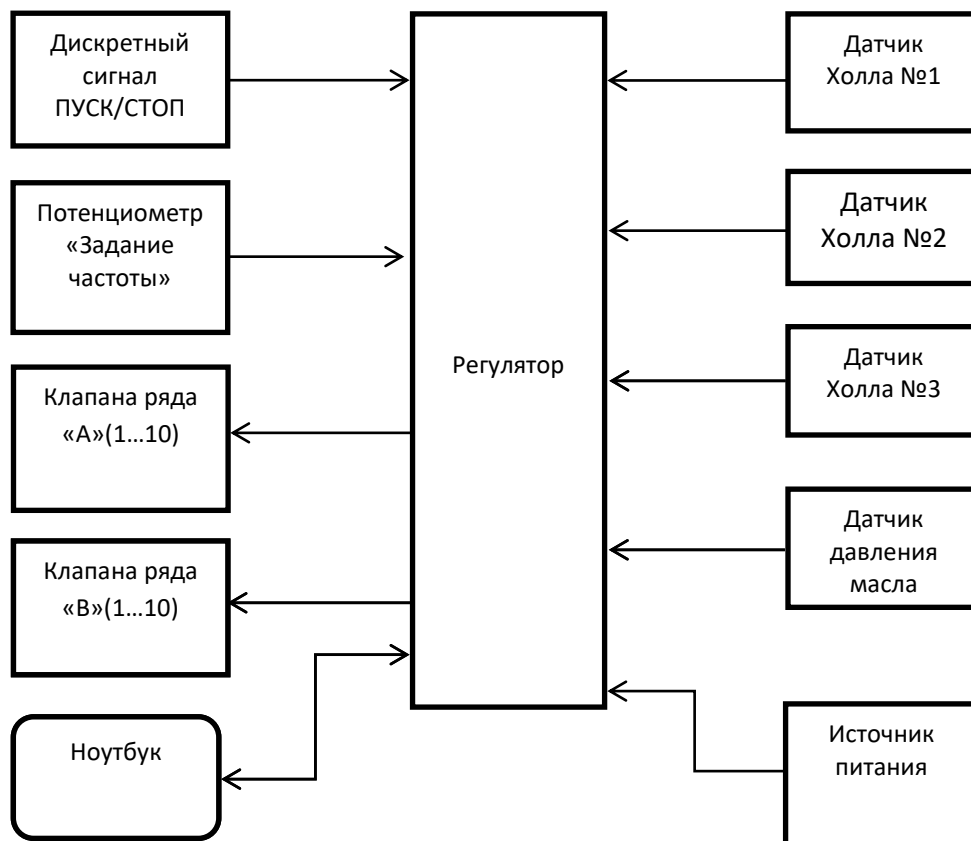 Дискретный
сигнал
ПУСК/СТОП
Потенциометр
«Задание
частоты»
Клапана ряда
«А»(1...10)
Клапана ряда
«В»(1...10)
Ноутбук
Регулятор
Датчик
Холла №1
Датчик
Холла №2
Датчик
Холла №3
Датчик
давления
масла
Источник
питания